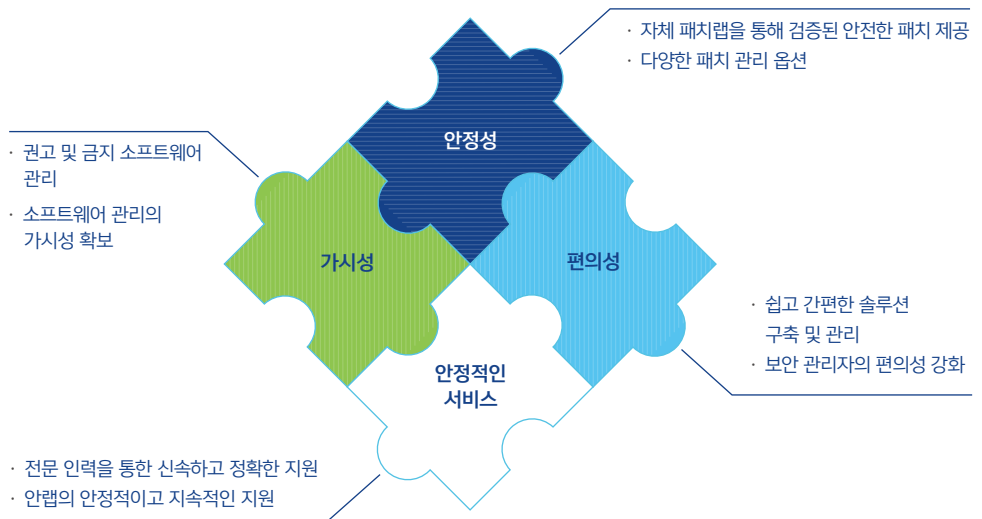 · 자체 패치랩을 통해 검증된 안전한 패치 제공
· 다양한 패치 관리 옵션
안정성
· 권고 및 금지 소프트웨어
관리
· 소프트웨어 관리의
가시성 확보
가시성
편의성
· 쉽고 간편한 솔루션
구축 및 관리
· 보안 관리자의 편의성 강화
안정적인
서비스
· 전문 인력을 통한 신속하고 정확한 지원
· 안랩의 안정적이고 지속적인 지원